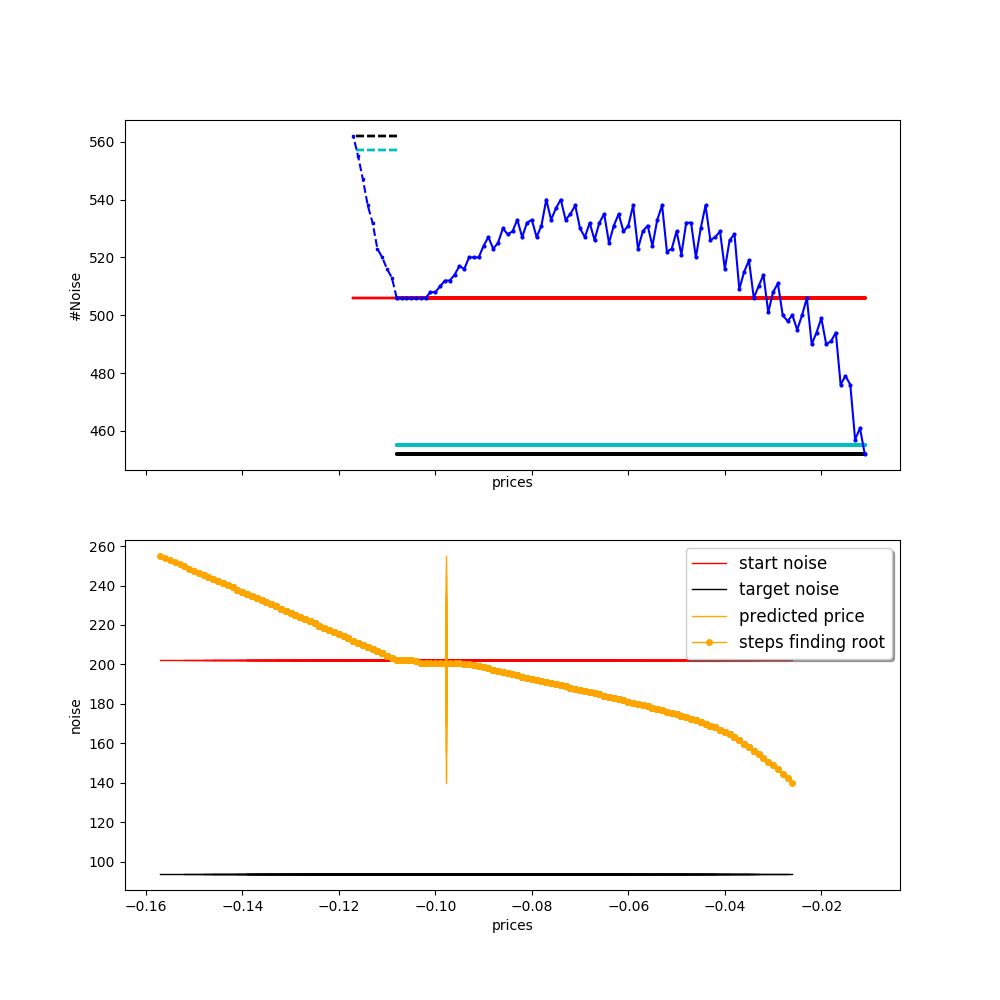 560
540
520
500
480
460
#Noise
prices
260
240
220
200
180
160
140
120
100
noise
start noise
target noise
predicted price
steps finding root
−0.16 −0.14 −0.12 −0.10 −0.08 −0.06 −0.04 −0.02
prices